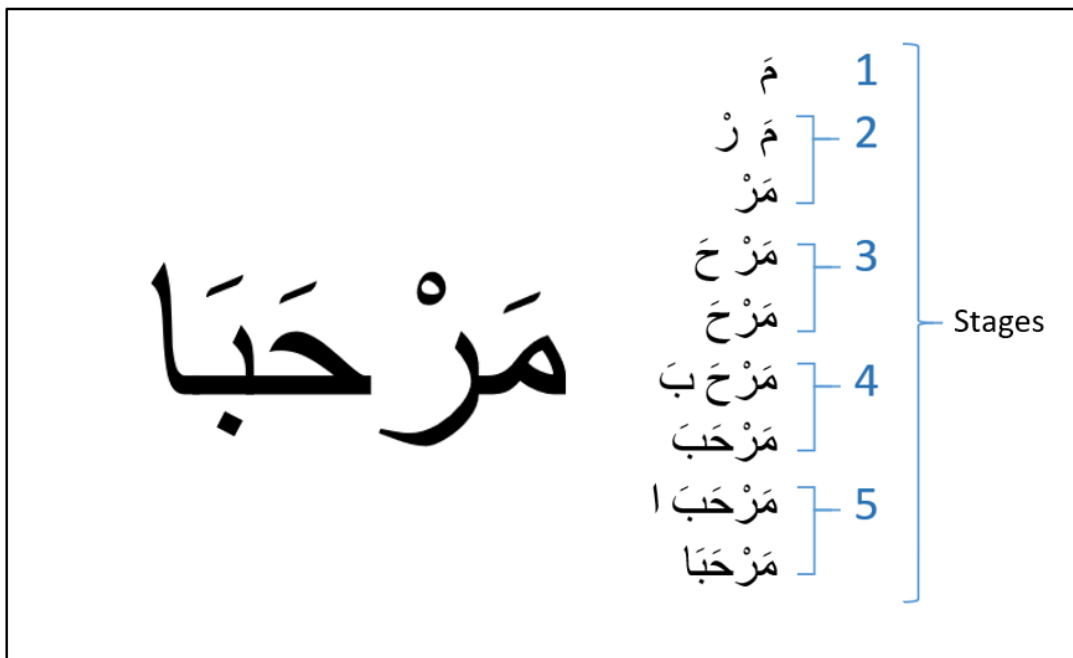 مَرْحَبَا
مَ 1
مَ رْ 2
مَرْ
مَرْ حَ 3
مَرْحَ
مَرْحَ بَ 4
مَرْحَبَ
مَرْحَبَ ا 5
مَرْحَبَا
Stages